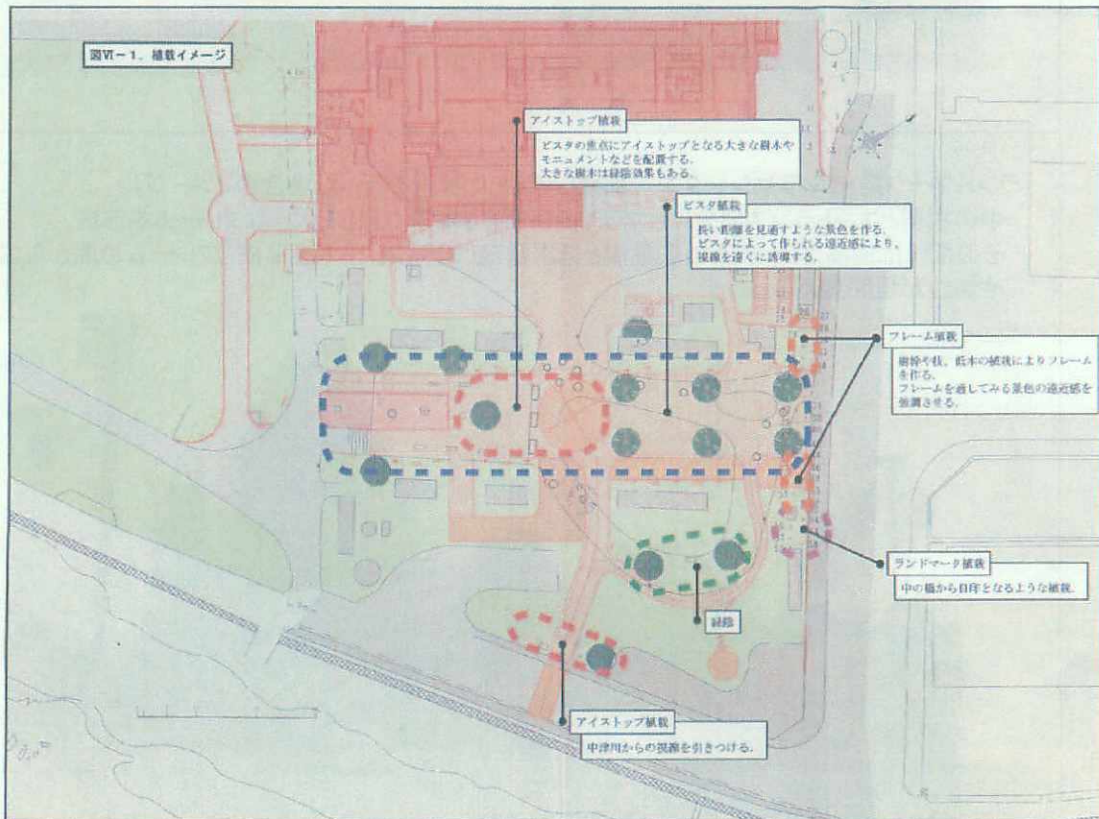 図Ⅵ－1．植栽イメージ
アイストップ植栽
ビスタの焦点にアイストップとなる大きな樹木や
モニュメントなどを配置する．
大きな樹木は緑陰効果もある．
ビスタ植栽
長い距離を見通すような景色を作る．
ビスタによって作られる遠近感により、
視線を遠くに誘導する．
フレーム植栽
樹幹や枝、低木の植栽によりフレーム
を作る．
フレームを通してみる景色の遠近感を
強調させる．
ランドマーク植栽
中の橋から目印となるような植栽．
緑陰
アイストップ植栽
中津川からの視線を引きつける．